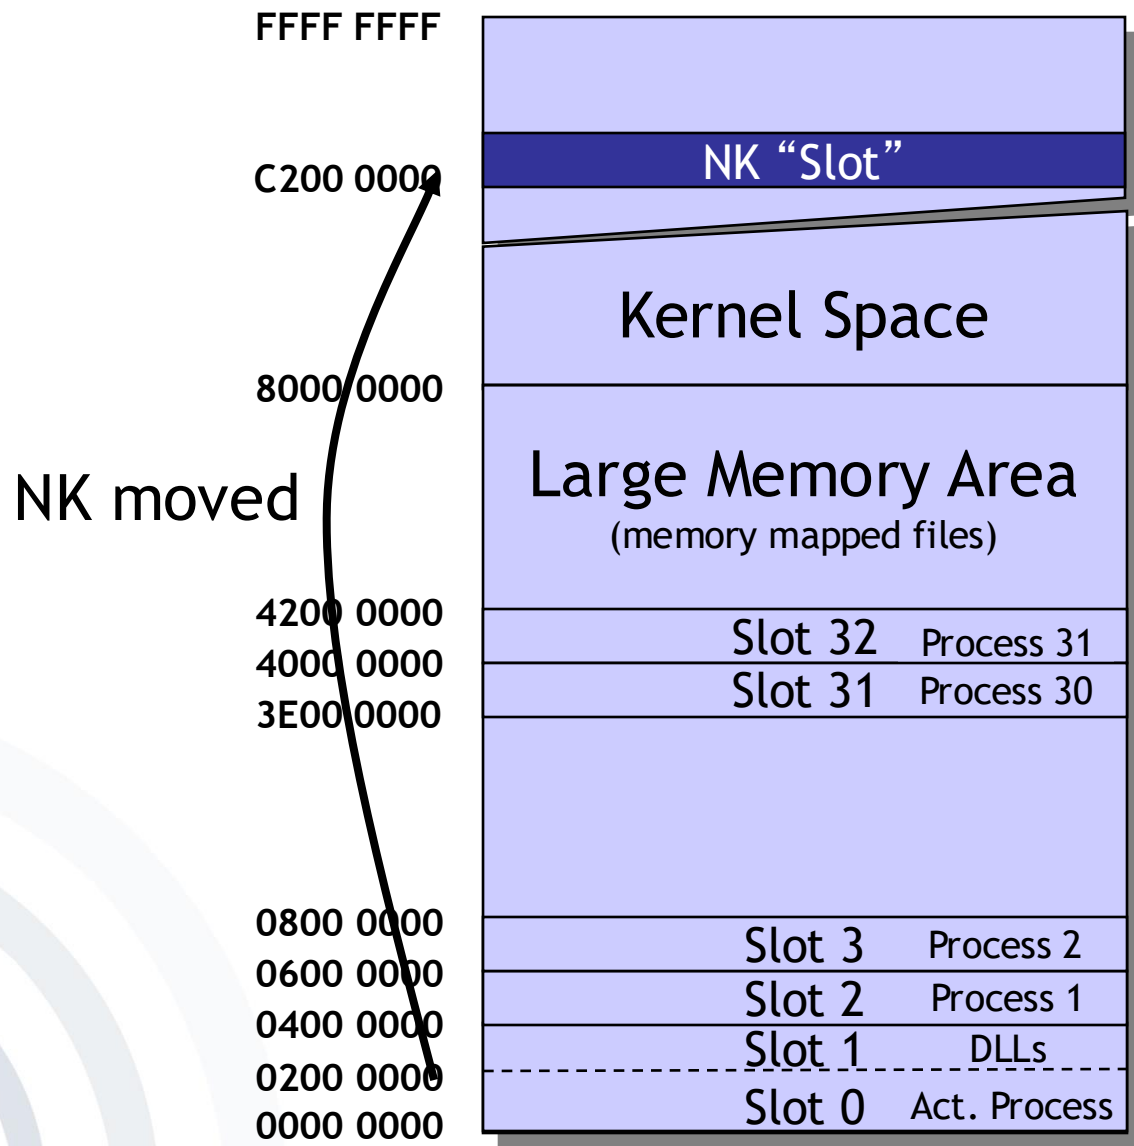 FFFF FFFF
NK “Slot”
C200 0000
Kernel Space
8000 0000
Large Memory Area
NK moved
(memory mapped files)
4200 0000
Slot 32 Process 31
4000 0000
Slot 31 Process 30
3E00 0000
0800 0000
Slot 3 Process 2
0600 0000
Slot 2 Process 1
0400 0000
Slot 1 DLLs
0200 0000
Slot 0 Act. Process
0000 0000